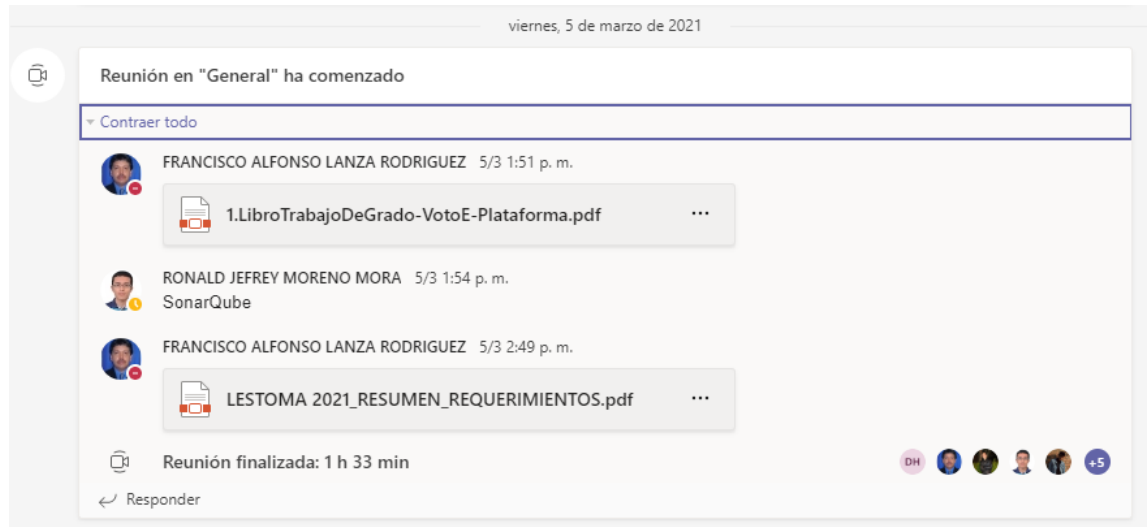 viernes, 5 de marzo de 2021
Reunión en "General" ha comenzado
Contraer todo
FRANCISCO ALFONSO LANZA RODRIGUEZ 5/3 1:51 p. m.
1.LibroTrabajoDeGrado-VotoE-Plataforma.pdf ...
RONALD JEFREY MORENO MORA 5/3 1:54 p. m.
SonarQube
FRANCISCO ALFONSO LANZA RODRIGUEZ 5/3 2:49 p. m.
LESTOMA 2021_RESUMEN_REQUERIMIENTOS.pdf ...
Reunión finalizada: 1 h 33 min DH +5
Responder